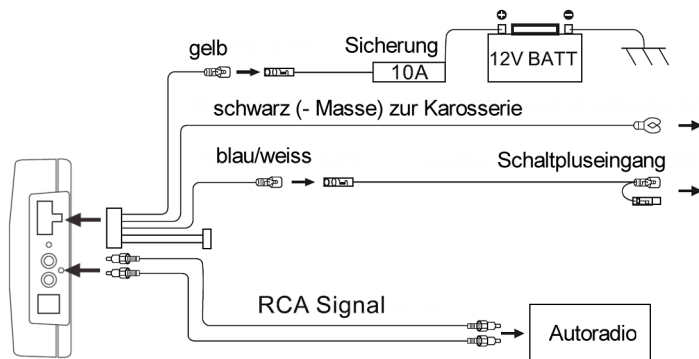 gelb
Sicherung
10A
+
-
12V BATT
schwarz (- Masse) zur Karosserie
blau/weiss
Schaltpluseingang
RCA Signal
Autoradio